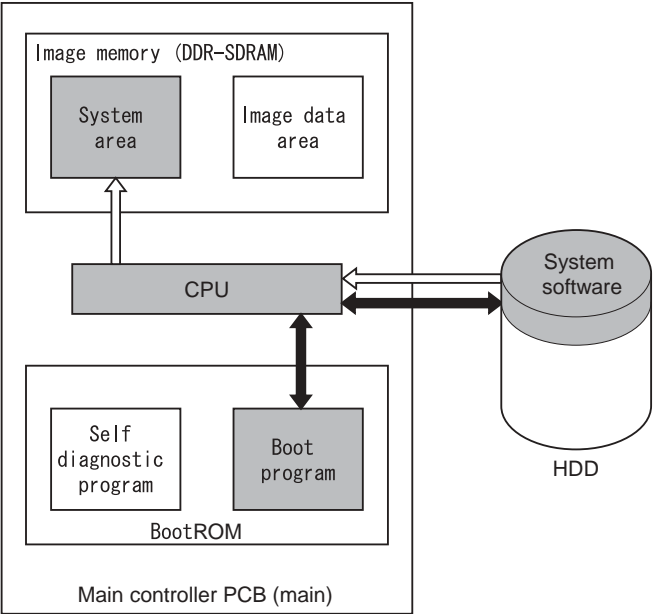 Image memory (DDR-SDRAM)
System
area
Image data
area
CPU
System
software
Self
diagnostic
program
Boot
program
HDD
BootROM
Main controller PCB (main)